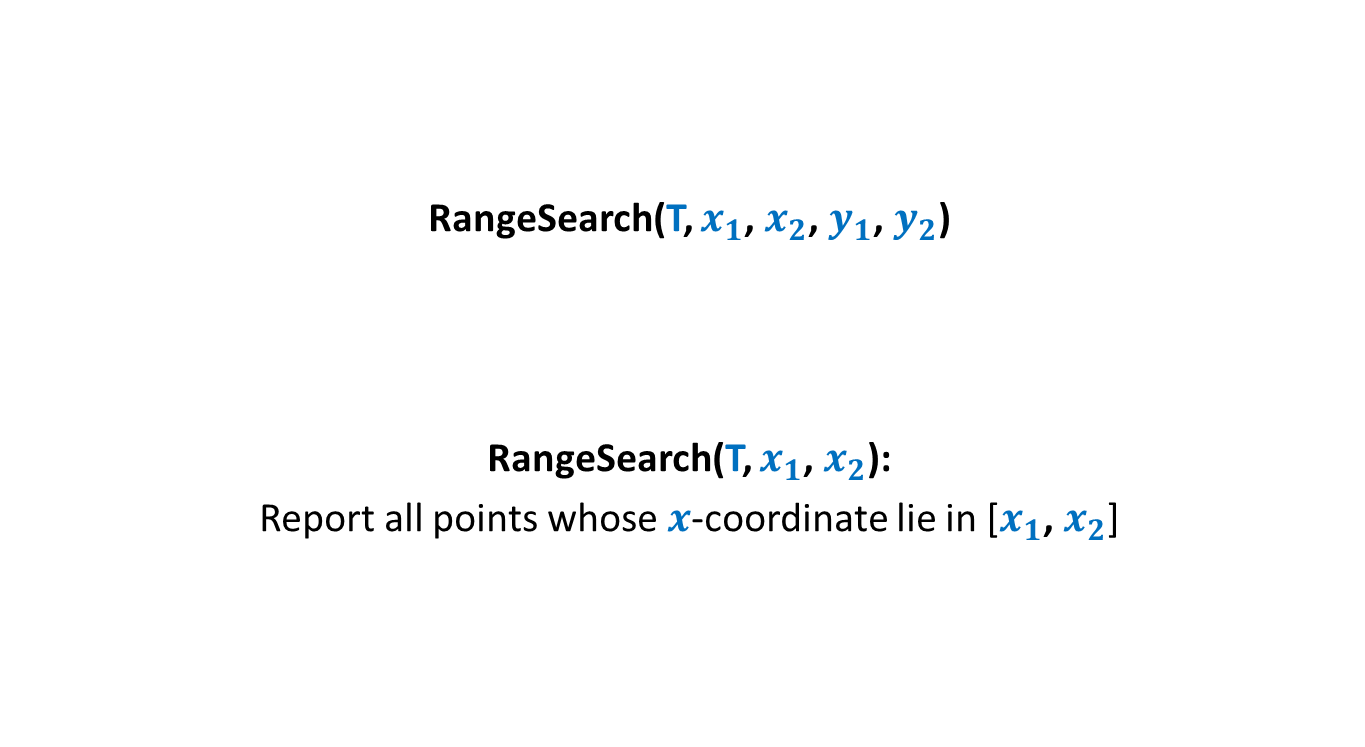 RangeSearch(T, x₁, x₂, y₁, y₂)
RangeSearch(T, x₁, x₂):
Report all points whose x-coordinate lie in [x₁, x₂]